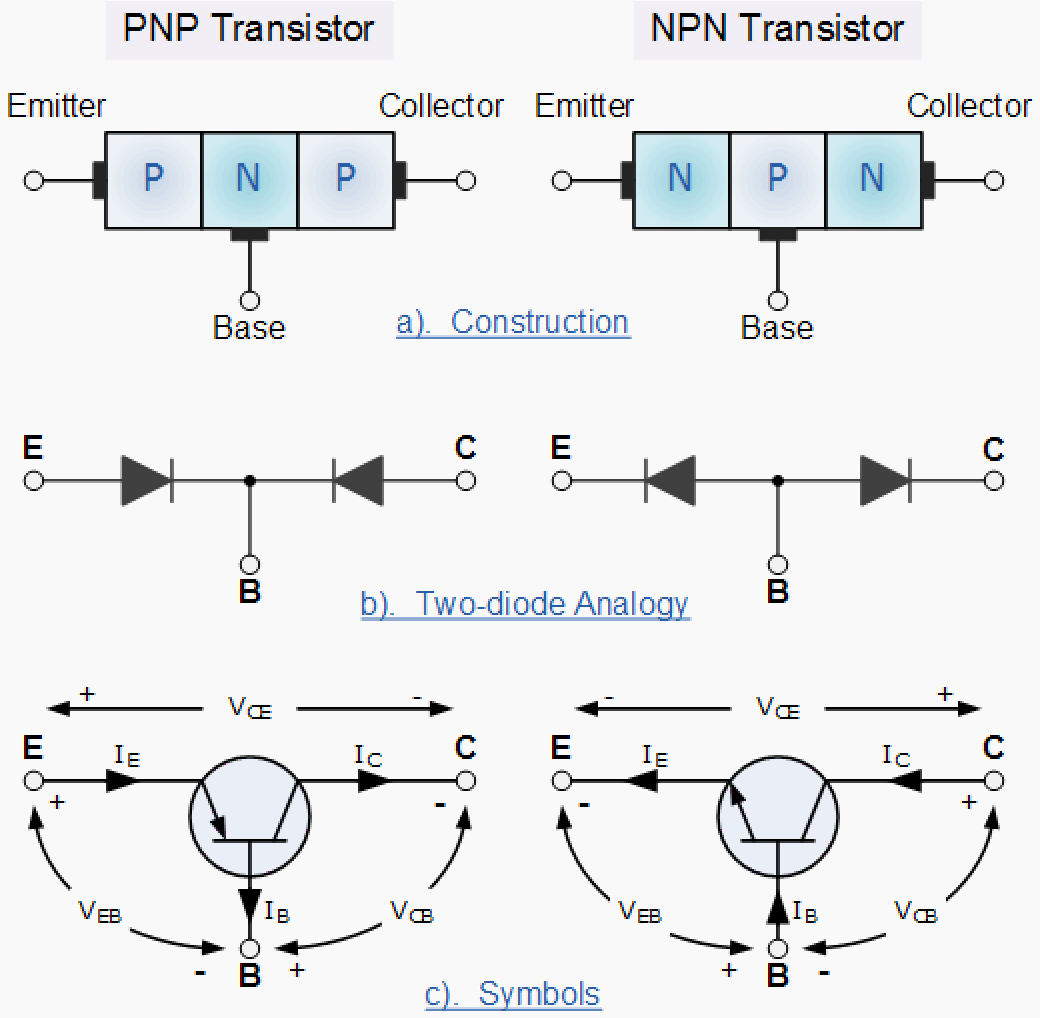 PNP Transistor
NPN Transistor
Emitter
Collector
Emitter
Collector
P N P
N P N
Base
a). Construction
Base
E
C
E
C
B
b). Two-diode Analogy
B
+
VCE
-
-
VCE
+
E
IE
IC
C
E
IE
IC
C
+
-
-
+
VEB
IB
VCB
VEB
IB
VCB
-
B
+
+
B
-
c). Symbols